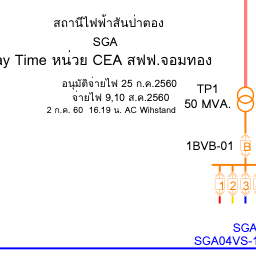 สถานีไฟฟ้าสันป่าตอง
SGA
ay Time หน่วย CEA สฟฟ.จอมทอง
อนุมัติจ่ายไฟ 25 ก.ค.2560
จ่ายไฟ 9,10 ส.ค.2560
2 ก.ค. 60 16.19 น. AC Wihstand
TP1
50 MVA.
1BVB-01
B
1 2 3
SGA
SGA04VS-1